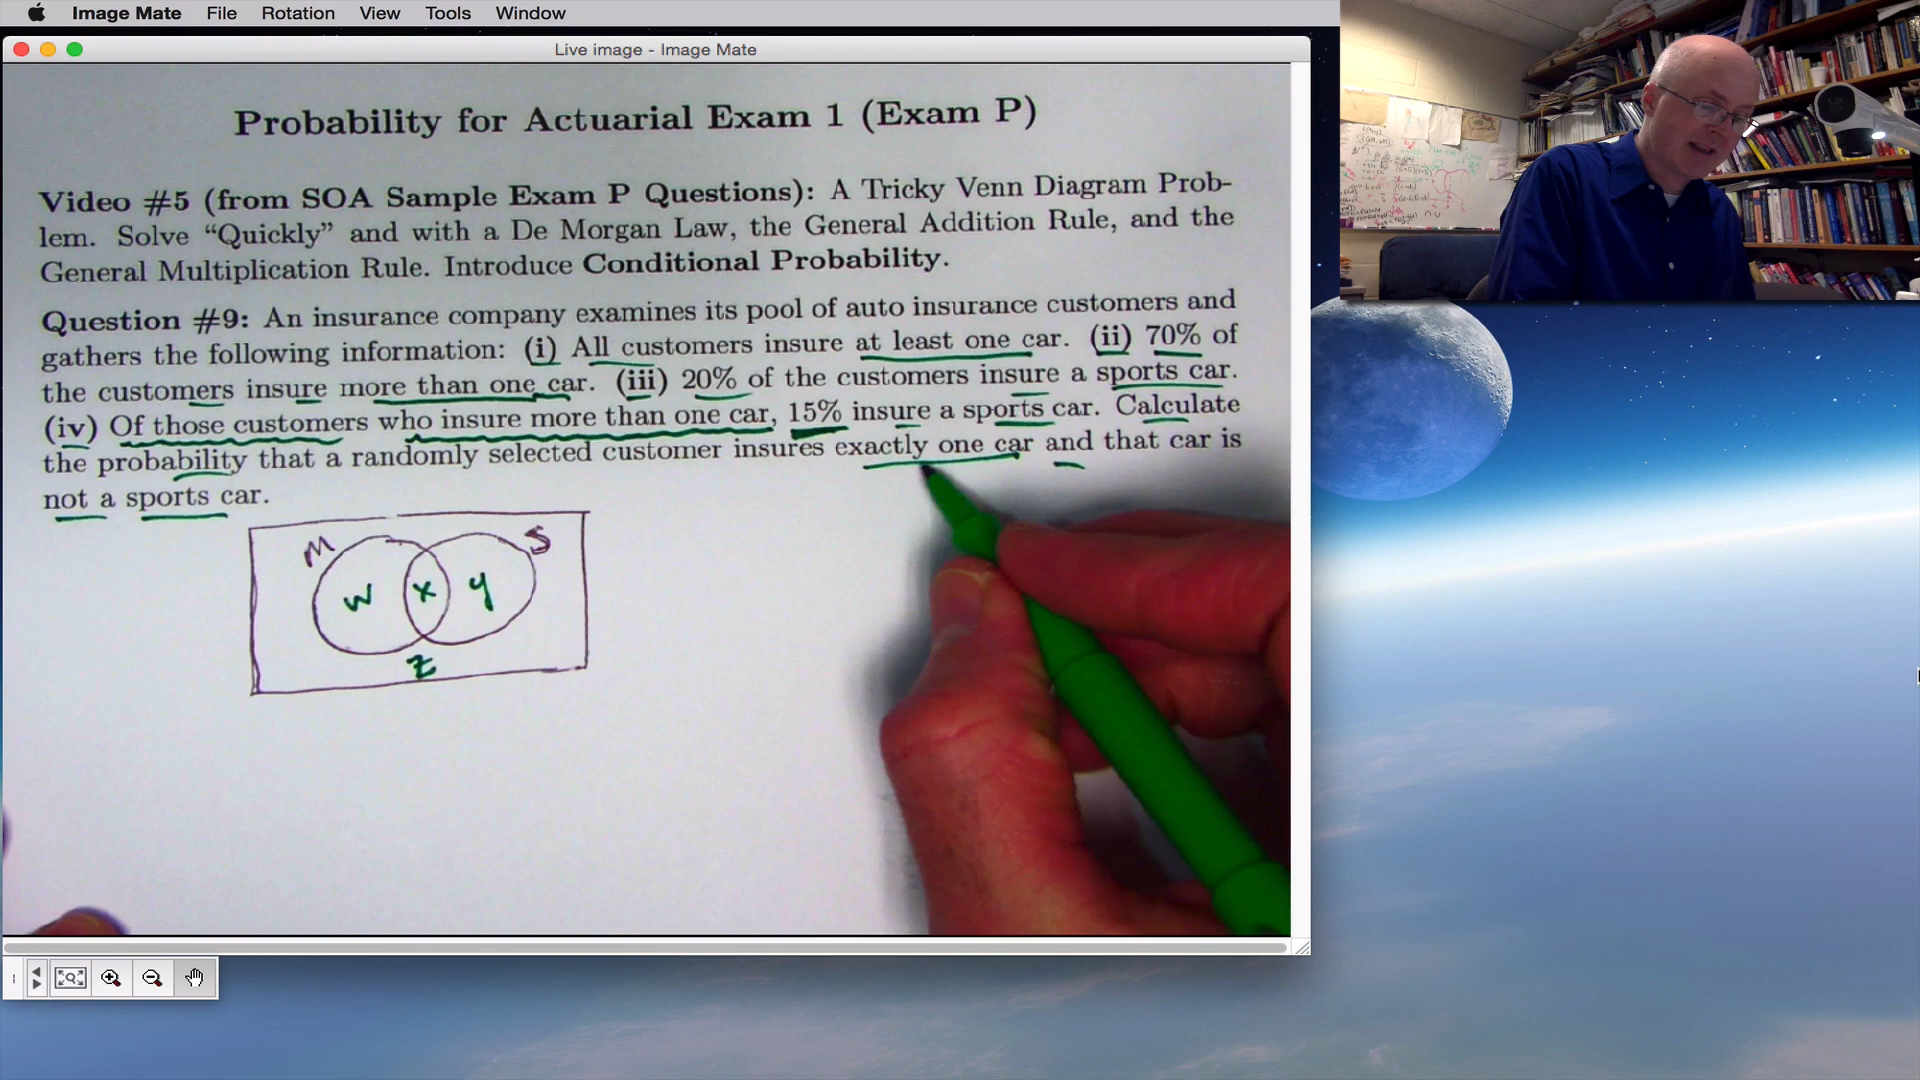 Image Mate File Rotation View Tools Window
Live image - Image Mate
Probability for Actuarial Exam 1 (Exam P)
Video #5 (from SOA Sample Exam P Questions): A Tricky Venn Diagram Prob-
lem. Solve “Quickly” and with a De Morgan Law, the General Addition Rule, and the
General Multiplication Rule. Introduce Conditional Probability.
Question #9: An insurance company examines its pool of auto insurance customers and
gathers the following information: (i) All customers insure at least one car. (ii) 70% of
the customers insure more than one car. (iii) 20% of the customers insure a sports car.
(iv) Of those customers who insure more than one car, 15% insure a sports car. Calculate
the probability that a randomly selected customer insures exactly one car and that car is
not a sports car.
M S
w x y
z